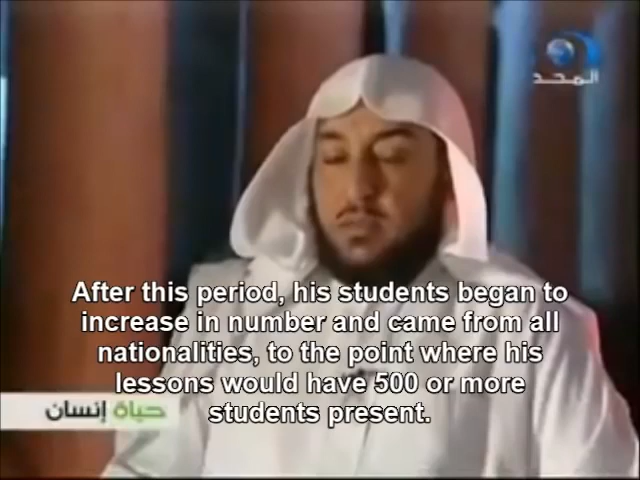 المجد
After this period, his students began to
increase in number and came from all
nationalities, to the point where his
lessons would have 500 or more
students present.
حياة إنسان